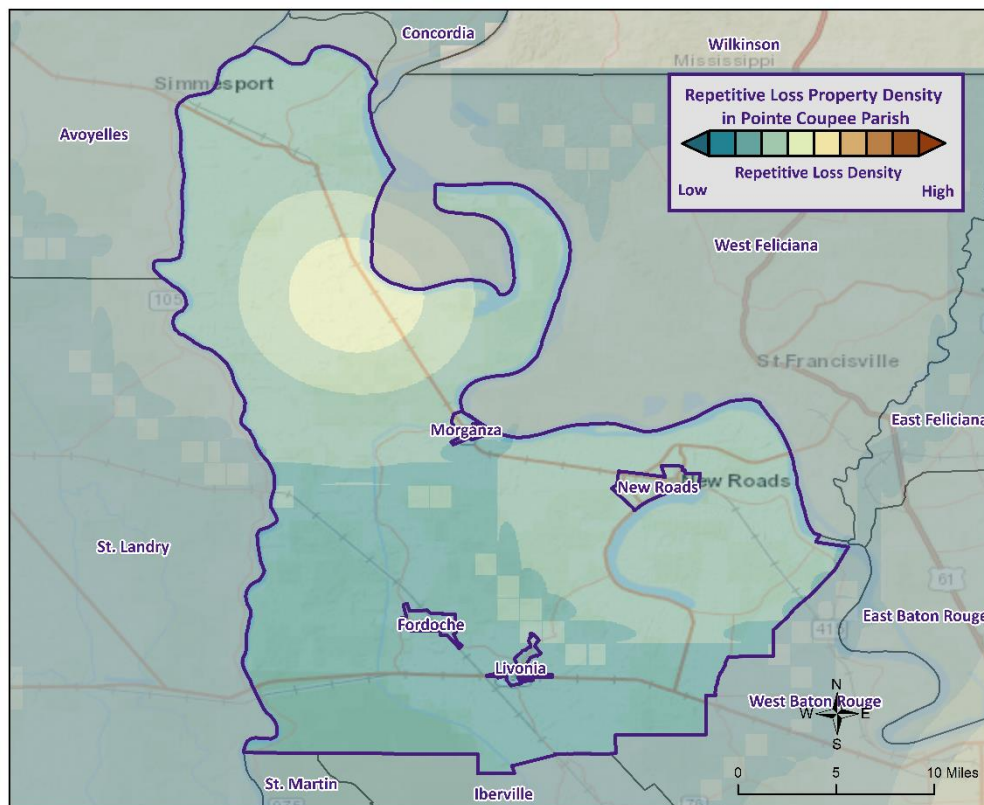 Concordia
Wilkinson
Mississippi
Simmesport
Repetitive Loss Property Density
in Pointe Coupee Parish
Repetitive Loss Density
Low
High
Avoyelles
West Feliciana
105
St. Francisville
East Feliciana
Morganza
New Roads
New Roads
St. Landry
61
Fordoche
East Baton Rouge
Livonia
West Baton Rouge
N
W
E
S
St. Martin
Iberville
0
5
10 Miles